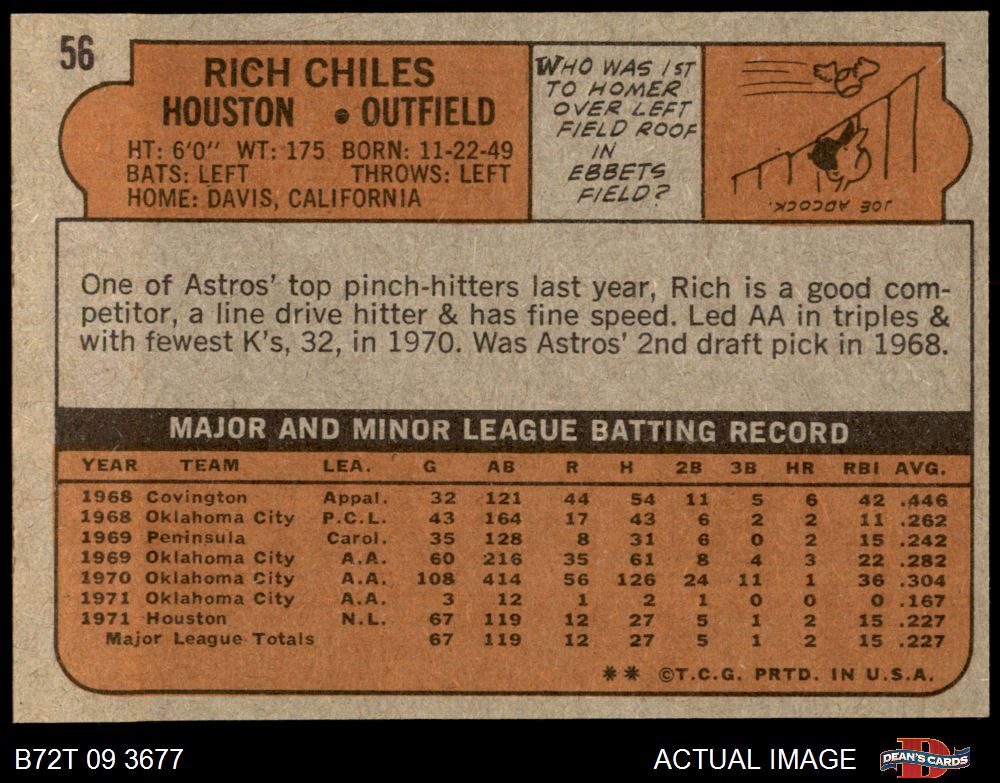 56
RICH CHILES
HOUSTON • OUTFIELD
HT: 6'0" WT: 175 BORN: 11-22-49
BATS: LEFT THROWS: LEFT
HOME: DAVIS, CALIFORNIA
WHO WAS 1ST
TO HOMER
OVER LEFT
FIELD ROOF
IN
EBBETS
FIELD?
JOE ADCOCK.
One of Astros' top pinch-hitters last year, Rich is a good com-
petitor, a line drive hitter & has fine speed. Led AA in triples &
with fewest K's, 32, in 1970. Was Astros' 2nd draft pick in 1968.
MAJOR AND MINOR LEAGUE BATTING RECORD
YEAR TEAM LEA. G AB R H 2B 3B HR RBI AVG.
1968 Covington Appal. 32 121 44 54 11 5 6 42 .446
1968 Oklahoma City P.C.L. 43 164 17 43 6 2 2 11 .262
1969 Peninsula Carol. 35 128 8 31 6 0 2 15 .242
1969 Oklahoma City A.A. 60 216 35 61 8 4 3 22 .282
1970 Oklahoma City A.A. 108 414 56 126 24 11 1 36 .304
1971 Oklahoma City A.A. 3 12 1 2 1 0 0 0 .167
1971 Houston N.L. 67 119 12 27 5 1 2 15 .227
Major League Totals 67 119 12 27 5 1 2 15 .227
** ©T.C.G. PRTD. IN U.S.A.
B72T 09 3677
ACTUAL IMAGE
D
DEAN'S CARDS